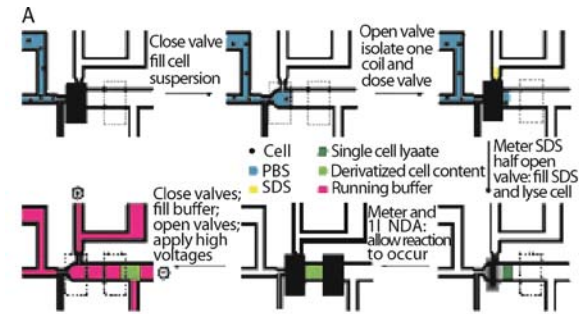 A
Close valve
fill cell
suspension
Open valve
isolate one
coil and
dose valve
Cell
PBS
SDS
Single cell lyaate
Derivatized cell content
Running buffer
Meter SDS
half open
valve: fill SDS
and lyse cell
Close valves;
fill buffer;
open valves;
apply high
voltages
Meter and
1l NDA:
allow reaction
to occur